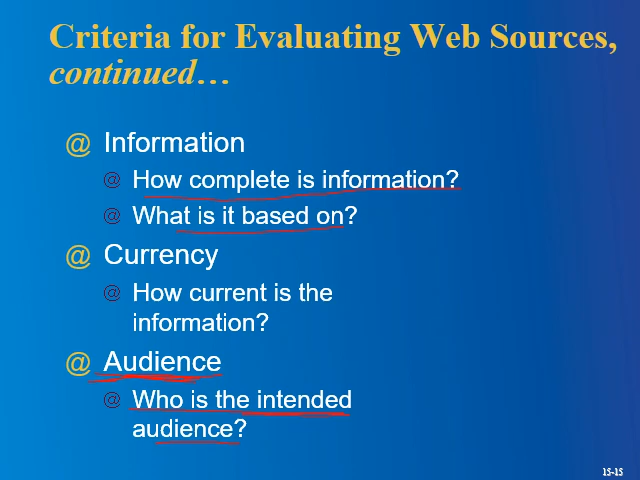 Criteria for Evaluating Web Sources,
continued…
@ Information
@ How complete is information?
@ What is it based on?
@ Currency
@ How current is the
information?
@ Audience
@ Who is the intended
audience?
15-15